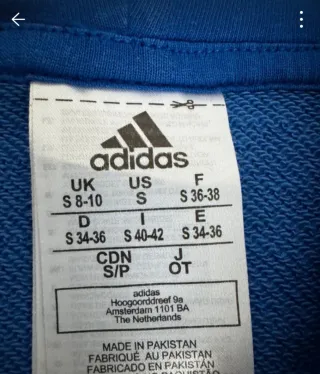 adidas
UK US F
S 8-10 S S 36-38
D I E
S 34-36 S 40-42 S 34-36
CDN J
S/P OT
adidas
Hoogoorddreef 9a
Amsterdam 1101 BA
The Netherlands
MADE IN PAKISTAN
FABRIQUÉ AU PAKISTAN
FABRICADO EN PAKISTÁN